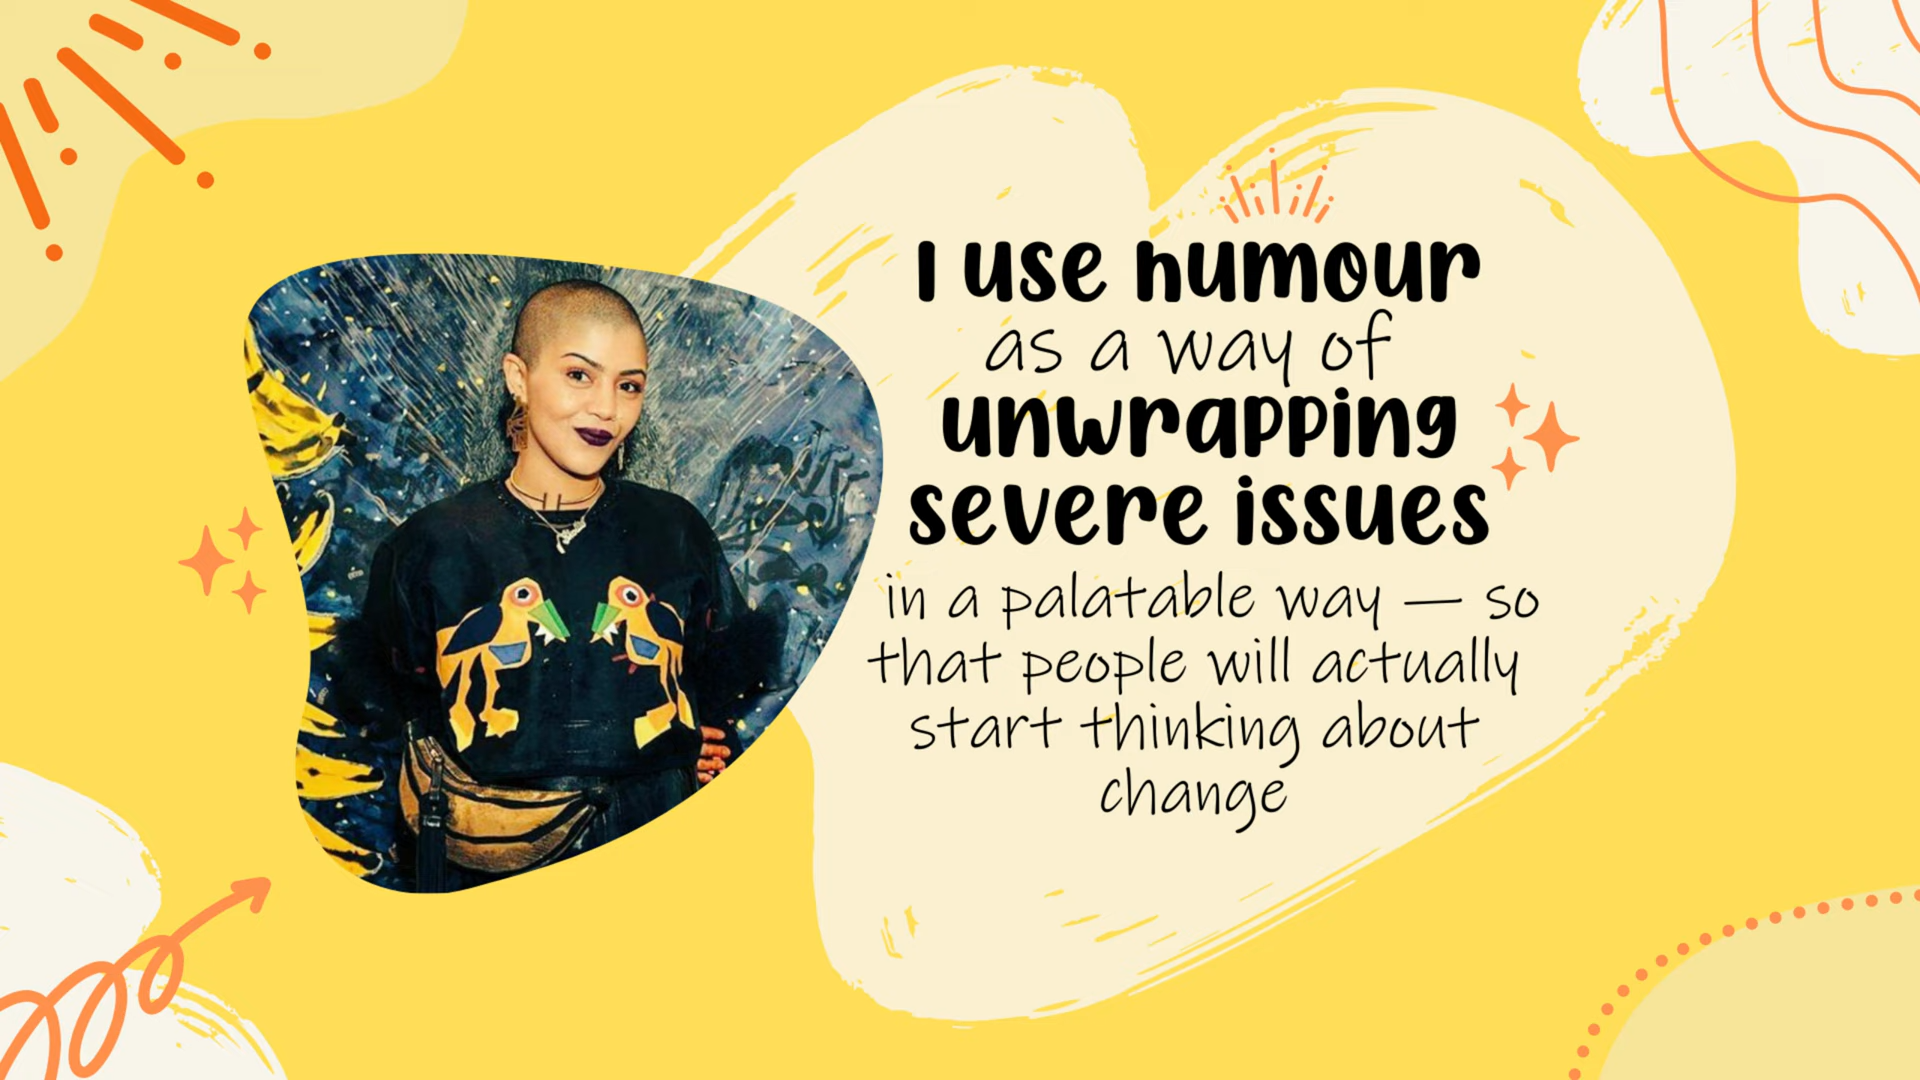 I use humour
as a way of
unwrapping
severe issues
in a palatable way — so
that people will actually
start thinking about
change